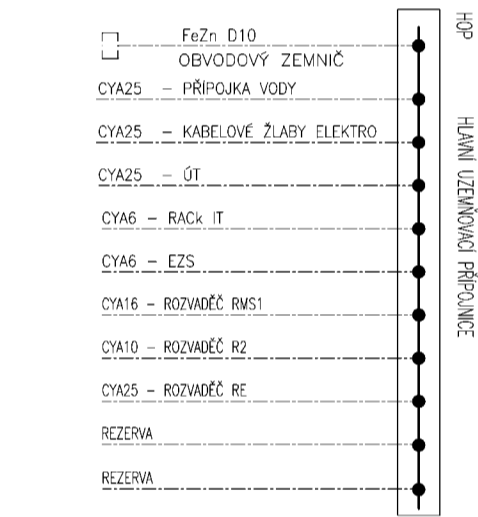 FeZn D10
OBVODOVÝ ZEMNIČ
CYA25 – PŘÍPOJKA VODY
CYA25 – KABELOVÉ ŽLABY ELEKTRO
CYA25 – ÚT
CYA6 – RACk IT
CYA6 – EZS
CYA16 – ROZVADĚČ RMS1
CYA10 – ROZVADĚČ R2
CYA25 – ROZVADĚČ RE
REZERVA
REZERVA
HOP
HLAVNÍ UZEMŇOVACÍ PŘÍPOJNICE